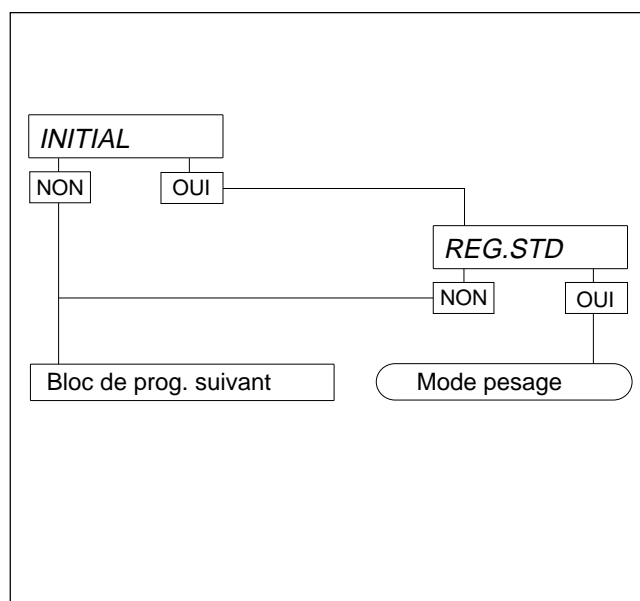 INITIAL
NON OUI
REG.STD
NON OUI
Bloc de prog. suivant
Mode pesage